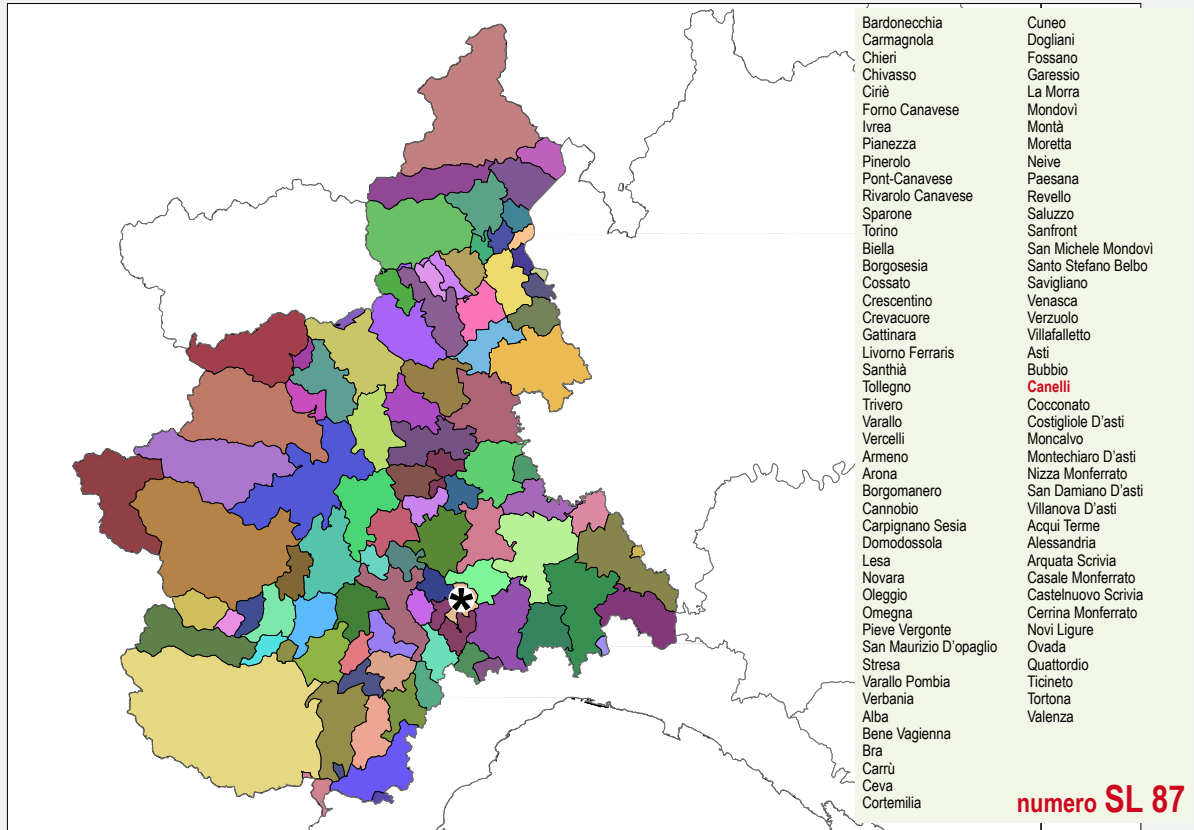 Bardonecchia
Carmagnola
Chieri
Chivasso
Ciriè
Forno Canavese
Ivrea
Pianezza
Pinerolo
Pont-Canavese
Rivarolo Canavese
Sparone
Torino
Biella
Borgosesia
Cossato
Crescentino
Crevacuore
Gattinara
Livorno Ferraris
Santhià
Tollegno
Trivero
Varallo
Vercelli
Armeno
Arona
Borgomanero
Cannobio
Carpignano Sesia
Domodossola
Lesa
Novara
Oleggio
Omegna
Pieve Vergonte
San Maurizio D'opaglio
Stresa
Varallo Pombia
Verbania
Alba
Bene Vagienna
Bra
Carrù
Ceva
Cortemilia
Cuneo
Dogliani
Fossano
Garessio
La Morra
Mondovì
Montà
Moretta
Neive
Paesana
Revello
Saluzzo
Sanfront
San Michele Mondovì
Santo Stefano Belbo
Savigliano
Venasca
Verzuolo
Villafalletto
Asti
Bubbio
Canelli
Cocconato
Costigliole D'asti
Moncalvo
Montechiaro D'asti
Nizza Monferrato
San Damiano D'asti
Villanova D'asti
Acqui Terme
Alessandria
Arquata Scrivia
Casale Monferrato
Castelnuovo Scrivia
Cerrina Monferrato
Novi Ligure
Ovada
Quattordio
Ticineto
Tortona
Valenza
numero SL 87
*